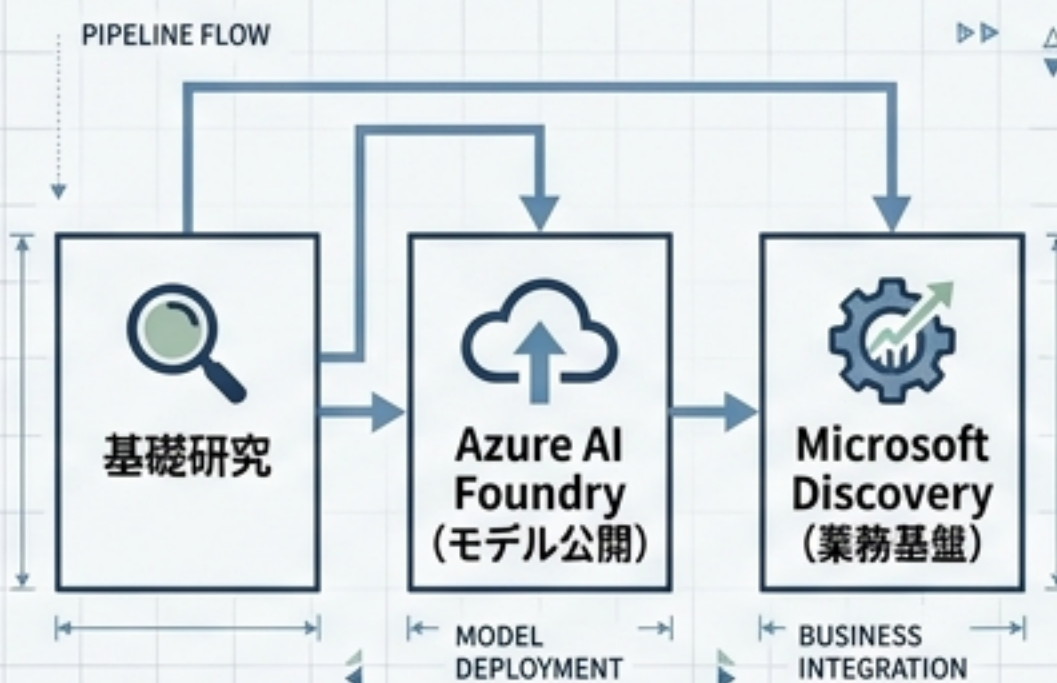 PIPELINE FLOW
基礎研究
Azure AI
Foundry
（モデル公開）
Microsoft
Discovery
（業務基盤）
MODEL
DEPLOYMENT
BUSINESS
INTEGRATION